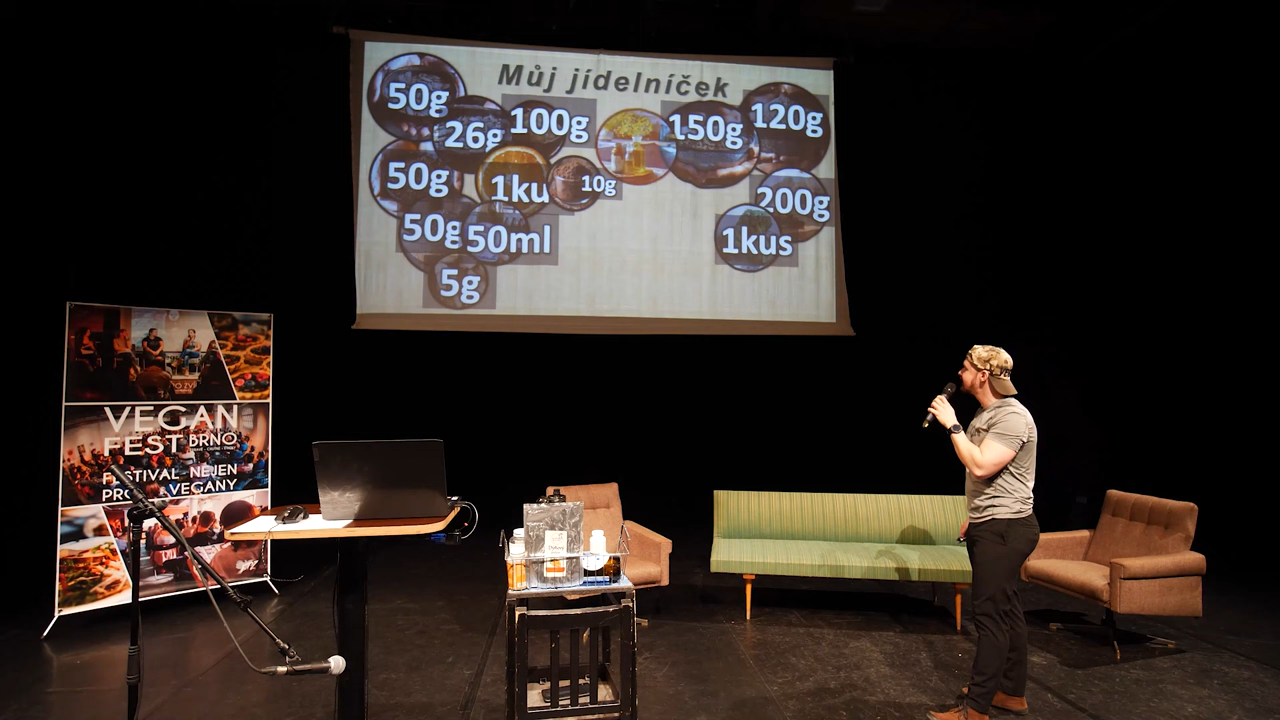 Můj jídelníček
50g
26g
100g
150g
120g
50g
1ku
10g
200g
50g
50ml
1kus
5g
VEGAN
FEST BRNO
FESTIVAL NEJEN
PRO VEGANY